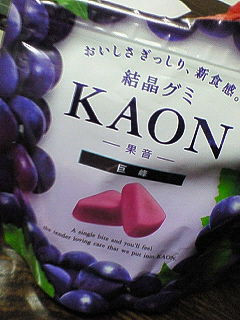 おいしさぎっしり、新食感。
結晶グミ
KAON
果音
巨峰
A single bite and you'll feel
the tender loving care that we put into KAON.